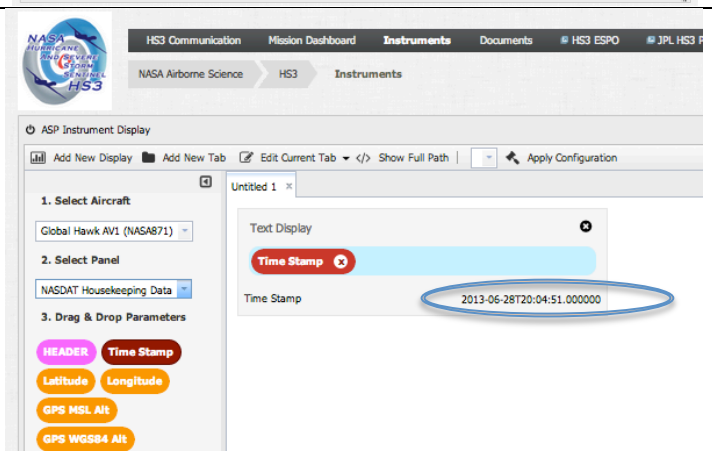 NASA
HURRICANE
AND SEVERE
STORM
SENTINEL
HS3
HS3 Communication Mission Dashboard Instruments Documents HS3 ESPO JPL HS3
NASA Airborne Science HS3 Instruments
ASP Instrument Display
Add New Display Add New Tab Edit Current Tab </> Show Full Path | Apply Configuration
Untitled 1
1. Select Aircraft
Global Hawk AV1 (NASA871)
2. Select Panel
NASDAT Housekeeping Data
3. Drag & Drop Parameters
HEADER Time Stamp
Latitude Longitude
GPS MSL Alt
GPS WGS84 Alt
Text Display
Time Stamp
Time Stamp 2013-06-28T20:04:51.000000